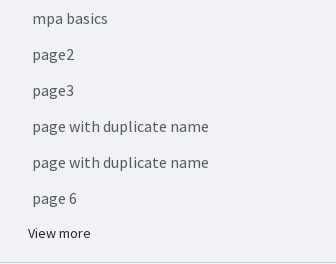 mpa basics
page2
page3
page with duplicate name
page with duplicate name
page 6
View more